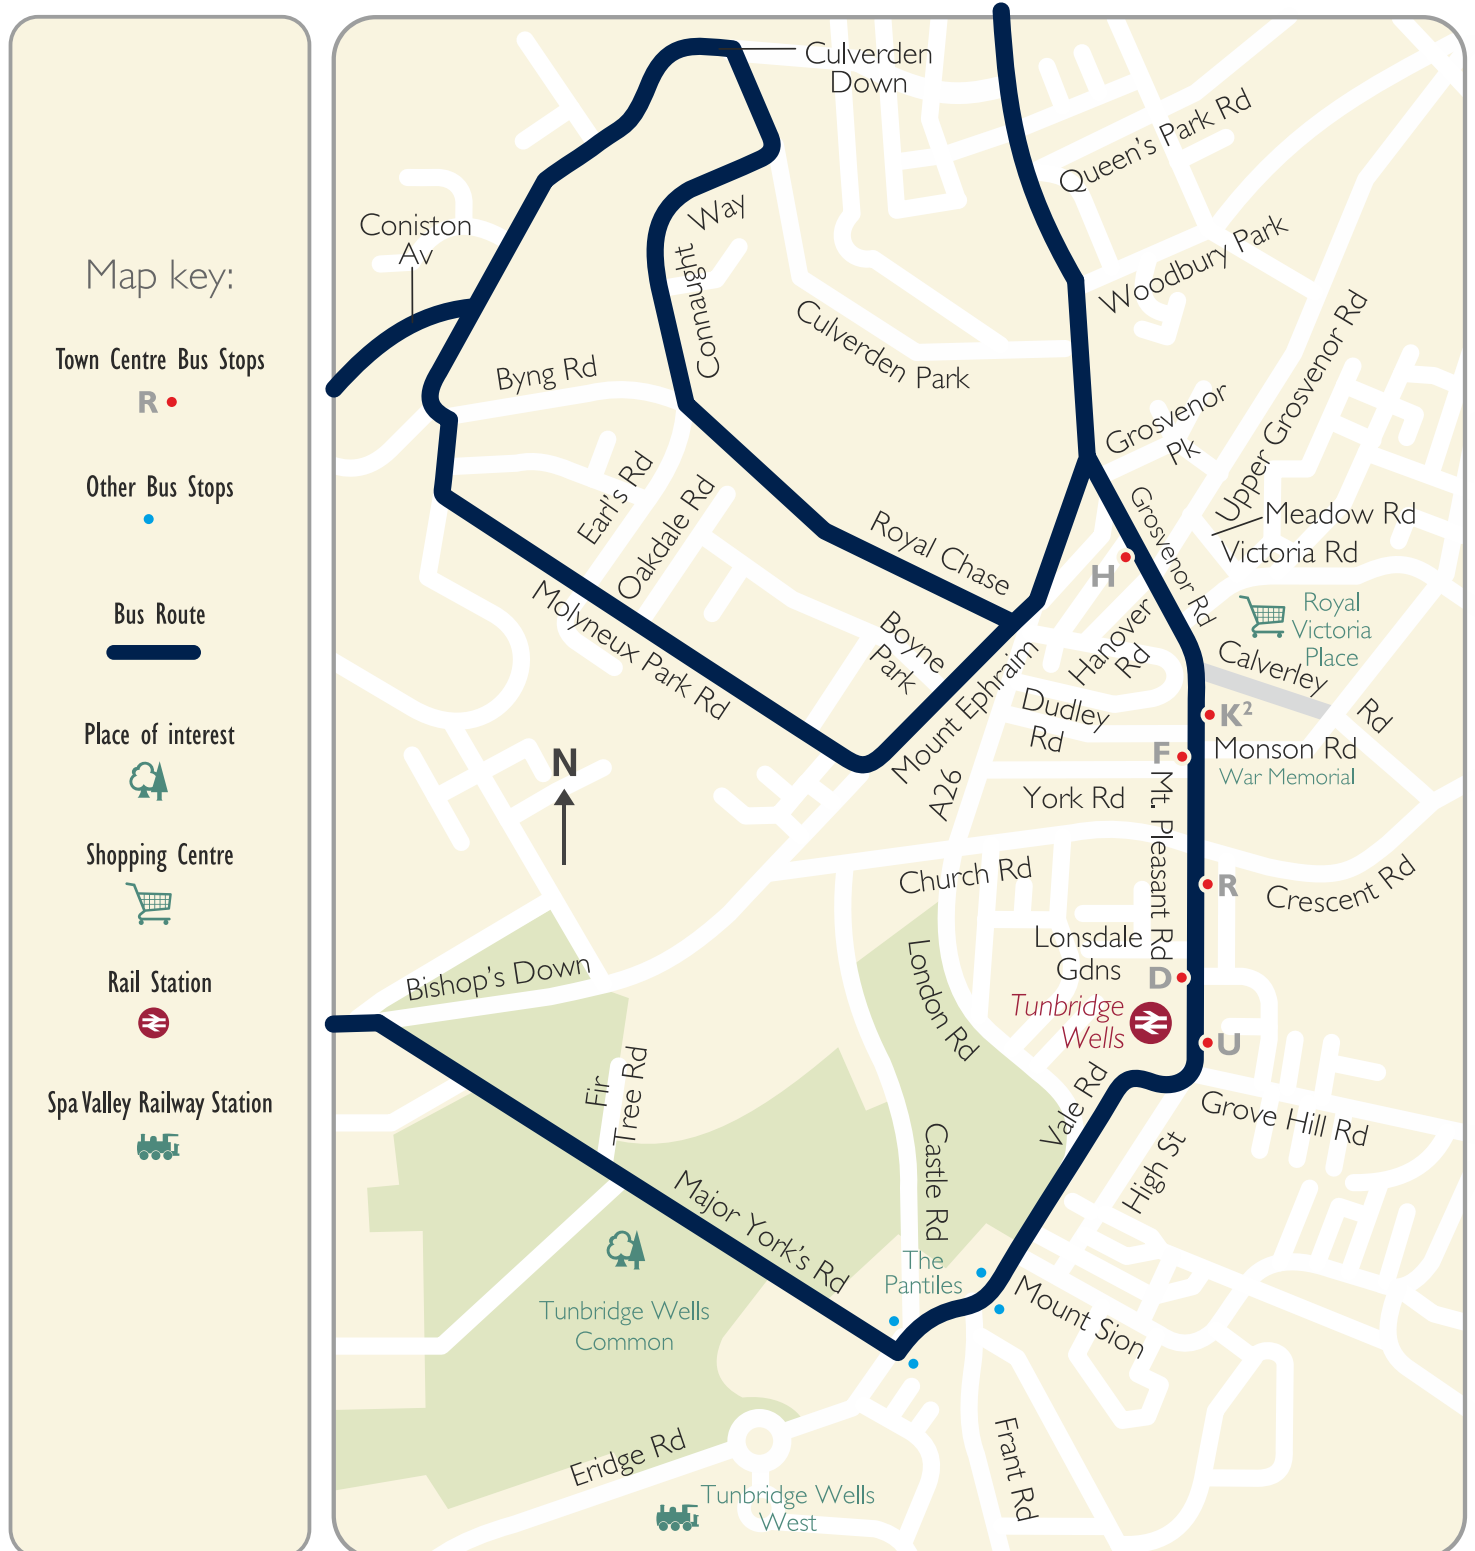 Map key:
Town Centre Bus Stops
R
Other Bus Stops
Bus Route
Place of interest
Shopping Centre
Rail Station
Spa Valley Railway Station
Culverden
Down
Queen's Park Rd
Coniston
Av
Way
Connaught
Woodbury Park
Culverden Park
Byng Rd
Upper Grosvenor Rd
Grosvenor
Pk
Earl's Rd
Oakdale Rd
Royal Chase
Grosvenor Rd
Meadow Rd
Victoria Rd
H
Molyneux Park Rd
Boyne
Park
Hanover
Rd
Royal
Victoria
Place
Calverley
Rd
Mount Ephraim
Dudley
Rd
K²
F
Monson Rd
War Memorial
N
A26
York Rd
Mt. Pleasant Rd
Church Rd
R
Crescent Rd
Bishop's Down
London Rd
Lonsdale
Gdns
D
Tunbridge
Wells
U
Fir
Tree Rd
Vale Rd
Grove Hill Rd
Castle Rd
High St
Major York's Rd
The
Pantiles
Mount Sion
Tunbridge Wells
Common
Eridge Rd
Frant Rd
Tunbridge Wells
West